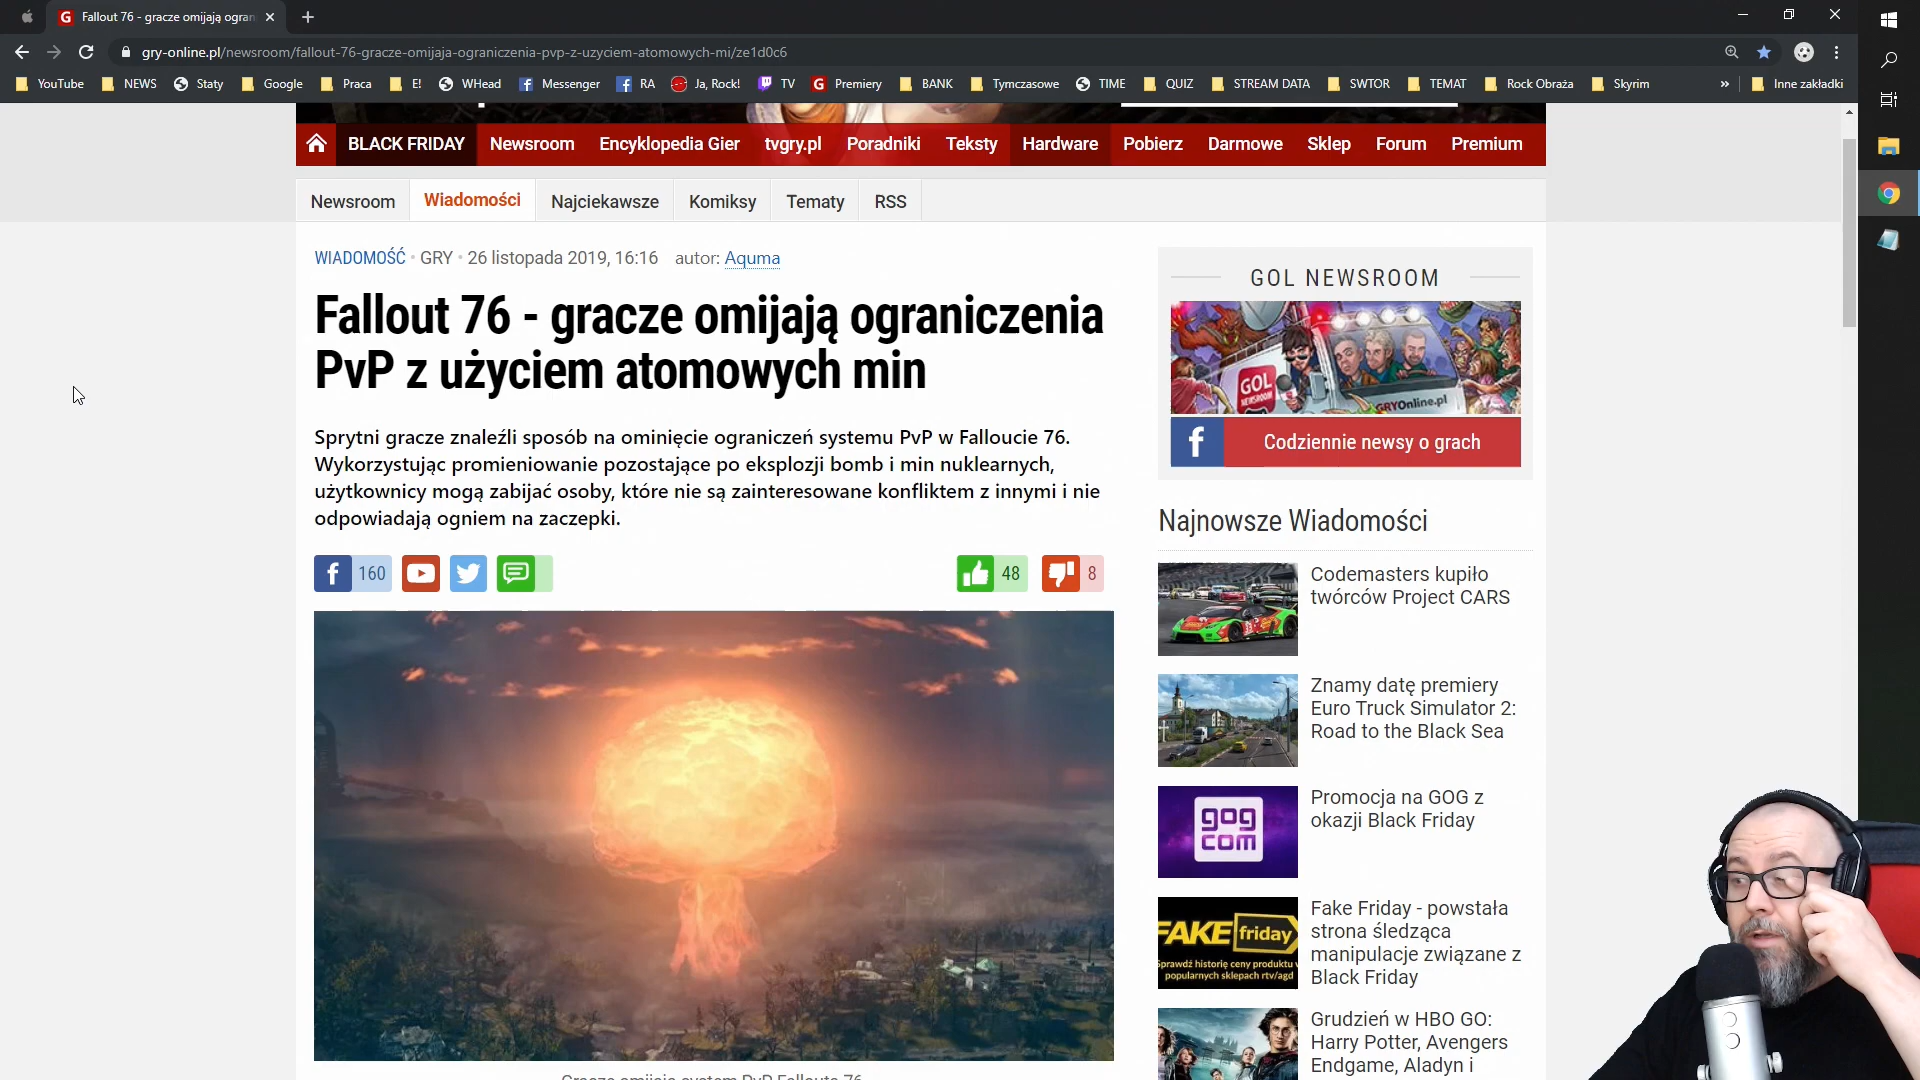 Fallout 76 - gracze omijają ogran
gry-online.pl/newsroom/fallout-76-gracze-omijaja-ograniczenia-pvp-z-uzyciem-atomowych-mi/ze1d0c6
YouTube NEWS Staty Google Praca E! WHead Messenger RA Ja, Rock! TV Premiery BANK Tymczasowe TIME QUIZ STREAM DATA SWTOR TEMAT Rock Obraża Skyrim » Inne zakładki
BLACK FRIDAY Newsroom Encyklopedia Gier tvgry.pl Poradniki Teksty Hardware Pobierz Darmowe Sklep Forum Premium
Newsroom Wiadomości Najciekawsze Komiksy Tematy RSS
WIADOMOŚĆ • GRY • 26 listopada 2019, 16:16 autor: Aquma
Fallout 76 - gracze omijają ograniczenia
PvP z użyciem atomowych min
Sprytni gracze znaleźli sposób na ominięcie ograniczeń systemu PvP w Falloucie 76.
Wykorzystując promieniowanie pozostające po eksplozji bomb i min nuklearnych,
użytkownicy mogą zabijać osoby, które nie są zainteresowane konfliktem z innymi i nie
odpowiadają ogniem na zaczepki.
160
48
8
GOL NEWSROOM
GOL
NEWSROOM
GRYOnline.pl
Codziennie newsy o grach
Najnowsze Wiadomości
Codemasters kupiło
twórców Project CARS
Znamy datę premiery
Euro Truck Simulator 2:
Road to the Black Sea
gog
com
Promocja na GOG z
okazji Black Friday
FAKE friday
Sprawdź historię ceny produktu w
popularnych sklepach rtv/agd
Fake Friday - powstała
strona śledząca
manipulacje związane z
Black Friday
Grudzień w HBO GO:
Harry Potter, Avengers
Endgame, Aladyn i